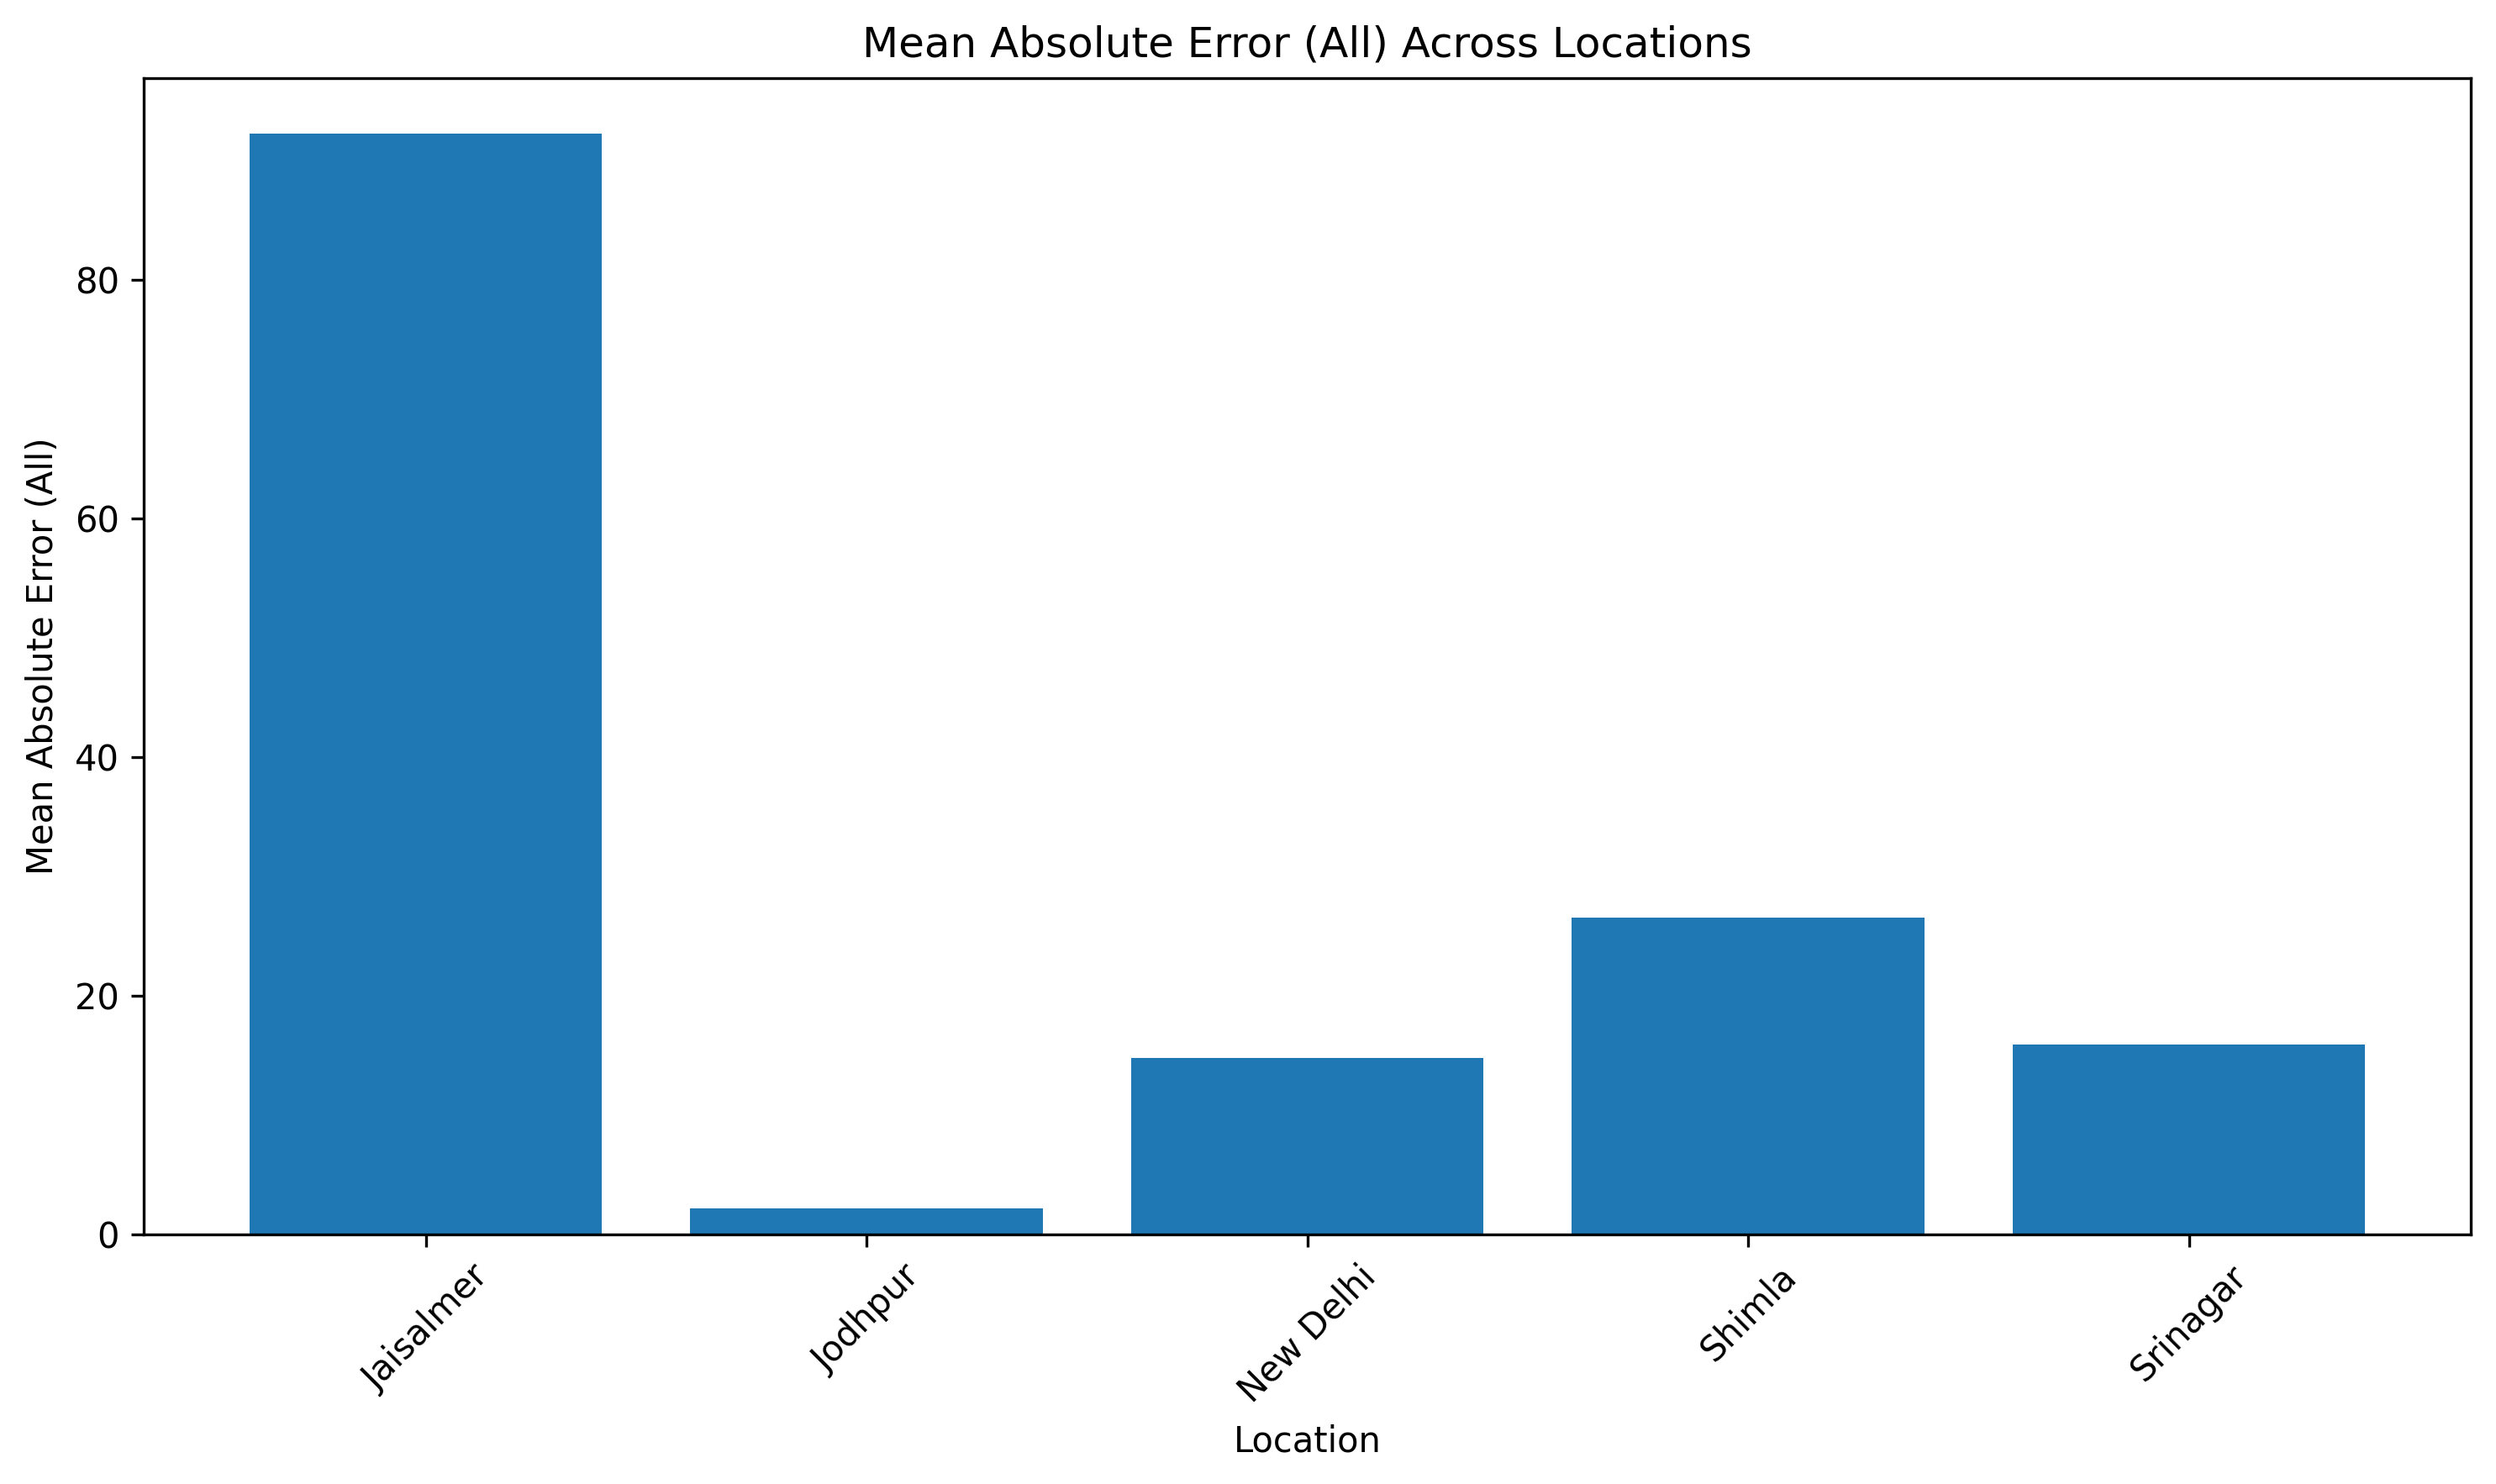 Mean Absolute Error (All) Across Locations
Mean Absolute Error (All)
80
60
40
20
0
Jaisalmer
Jodhpur
New Delhi
Shimla
Srinagar
Location